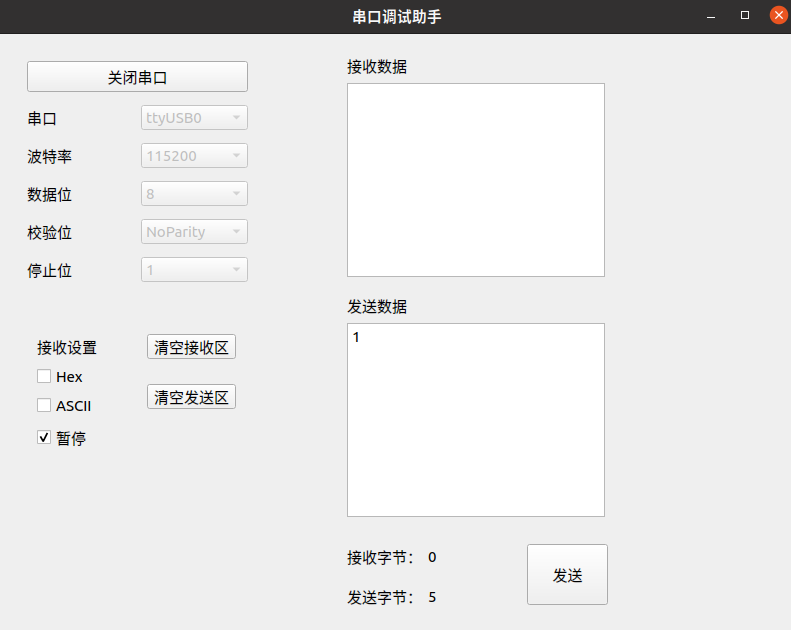 串口调试助手
关闭串口
串口 ttyUSB0
波特率 115200
数据位 8
校验位 NoParity
停止位 1
接收设置 清空接收区
Hex
ASCII 清空发送区
暂停
接收数据
发送数据
1
接收字节： 0
发送字节： 5
发送